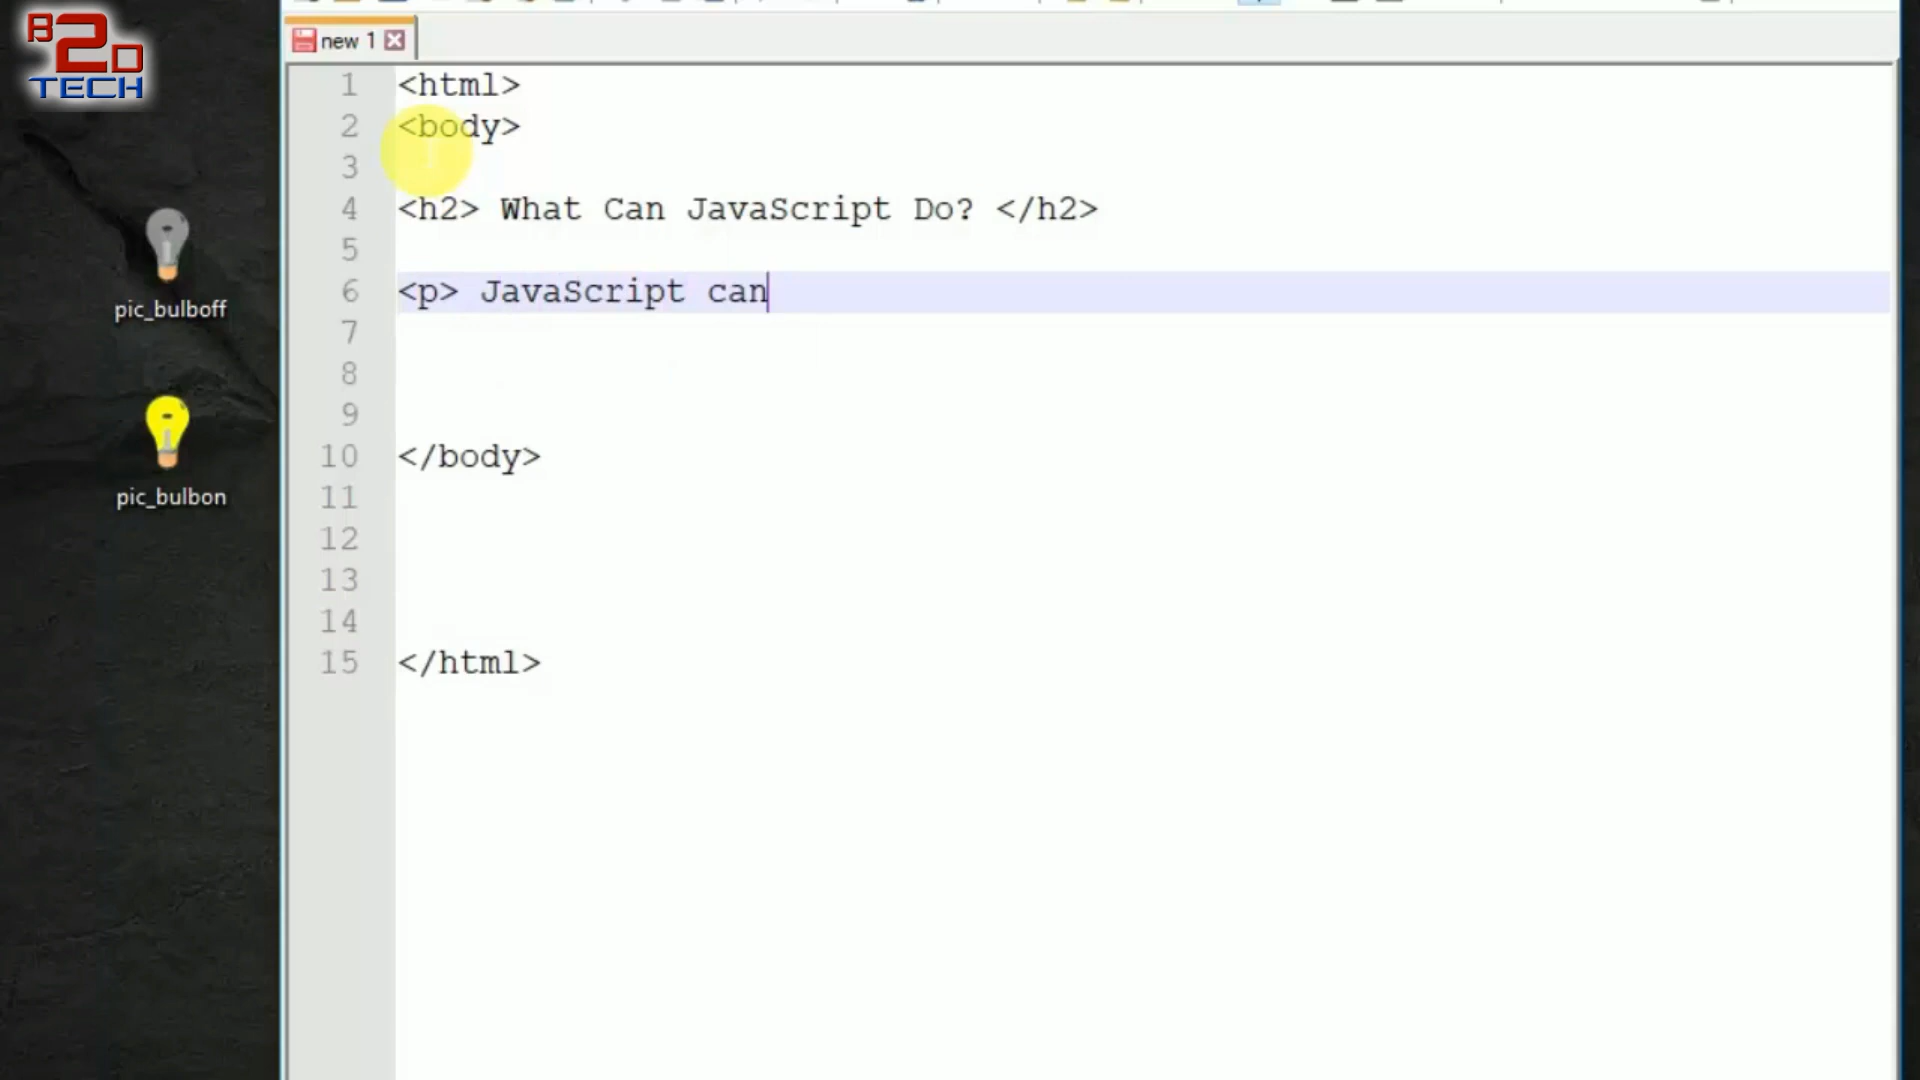 B2D
TECH
new 1
1 <html>
2 <body>
3
4 <h2> What Can JavaScript Do? </h2>
5
6 <p> JavaScript can
7
8
9
10 </body>
11
12
13
14
15 </html>
pic_bulboff
pic_bulbon